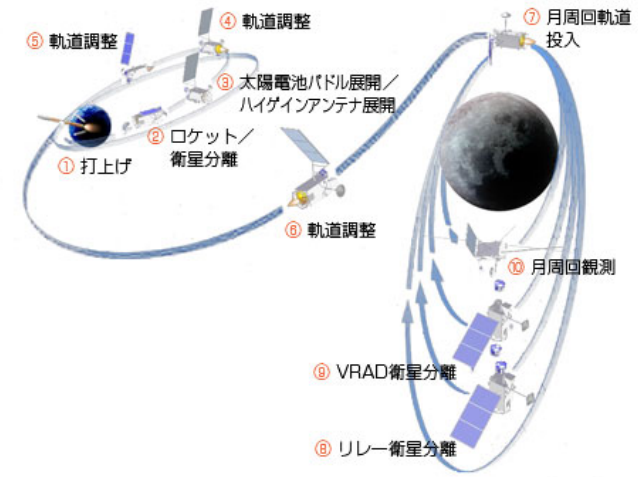 ① 打上げ
② ロケット／
衛星分離
③ 太陽電池パドル展開／
ハイゲインアンテナ展開
④ 軌道調整
⑤ 軌道調整
⑥ 軌道調整
⑦ 月周回軌道
投入
⑧ リレー衛星分離
⑨ VRAD衛星分離
⑩ 月周回観測